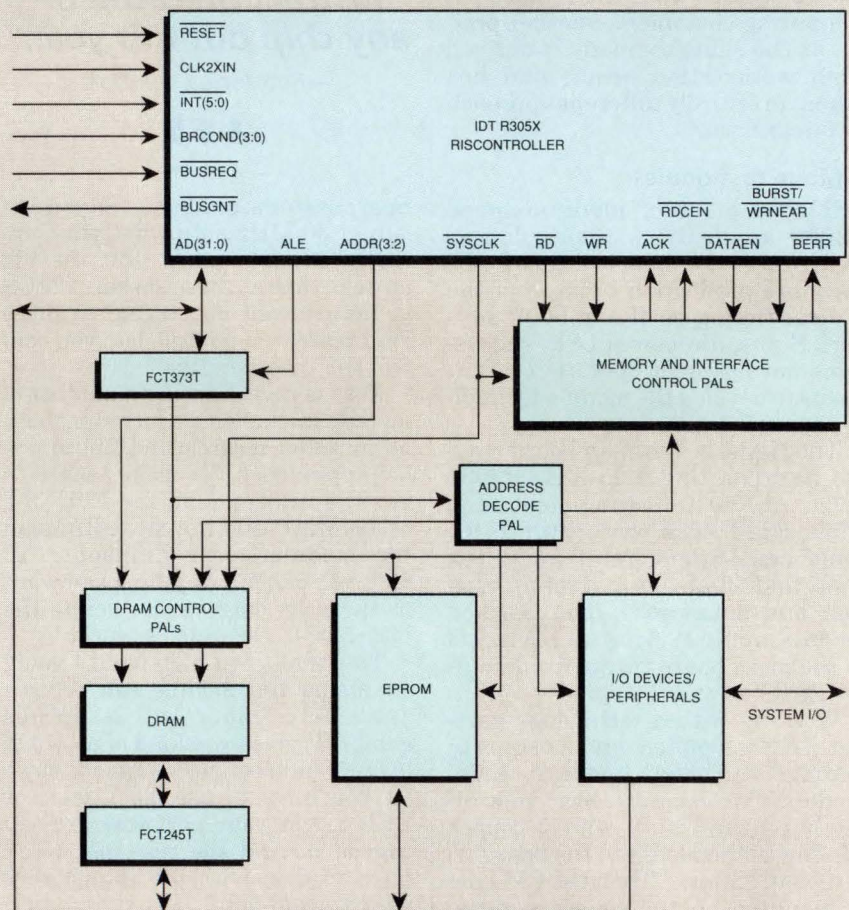 RESET
CLK2XIN
INT(5:0)
BRCOND(3:0)
BUSREQ
BUSGNT
IDT R305X
RISCONTROLLER
BURST/
RDCEN
WRNEAR
AD(31:0)
ALE
ADDR(3:2)
SYSCLK
RD
WR
ACK
DATAEN
BERR
FCT373T
MEMORY AND INTERFACE
CONTROL PALs
ADDRESS
DECODE
PAL
DRAM CONTROL
PALs
DRAM
FCT245T
EPROM
I/O DEVICES/
PERIPHERALS
SYSTEM I/O